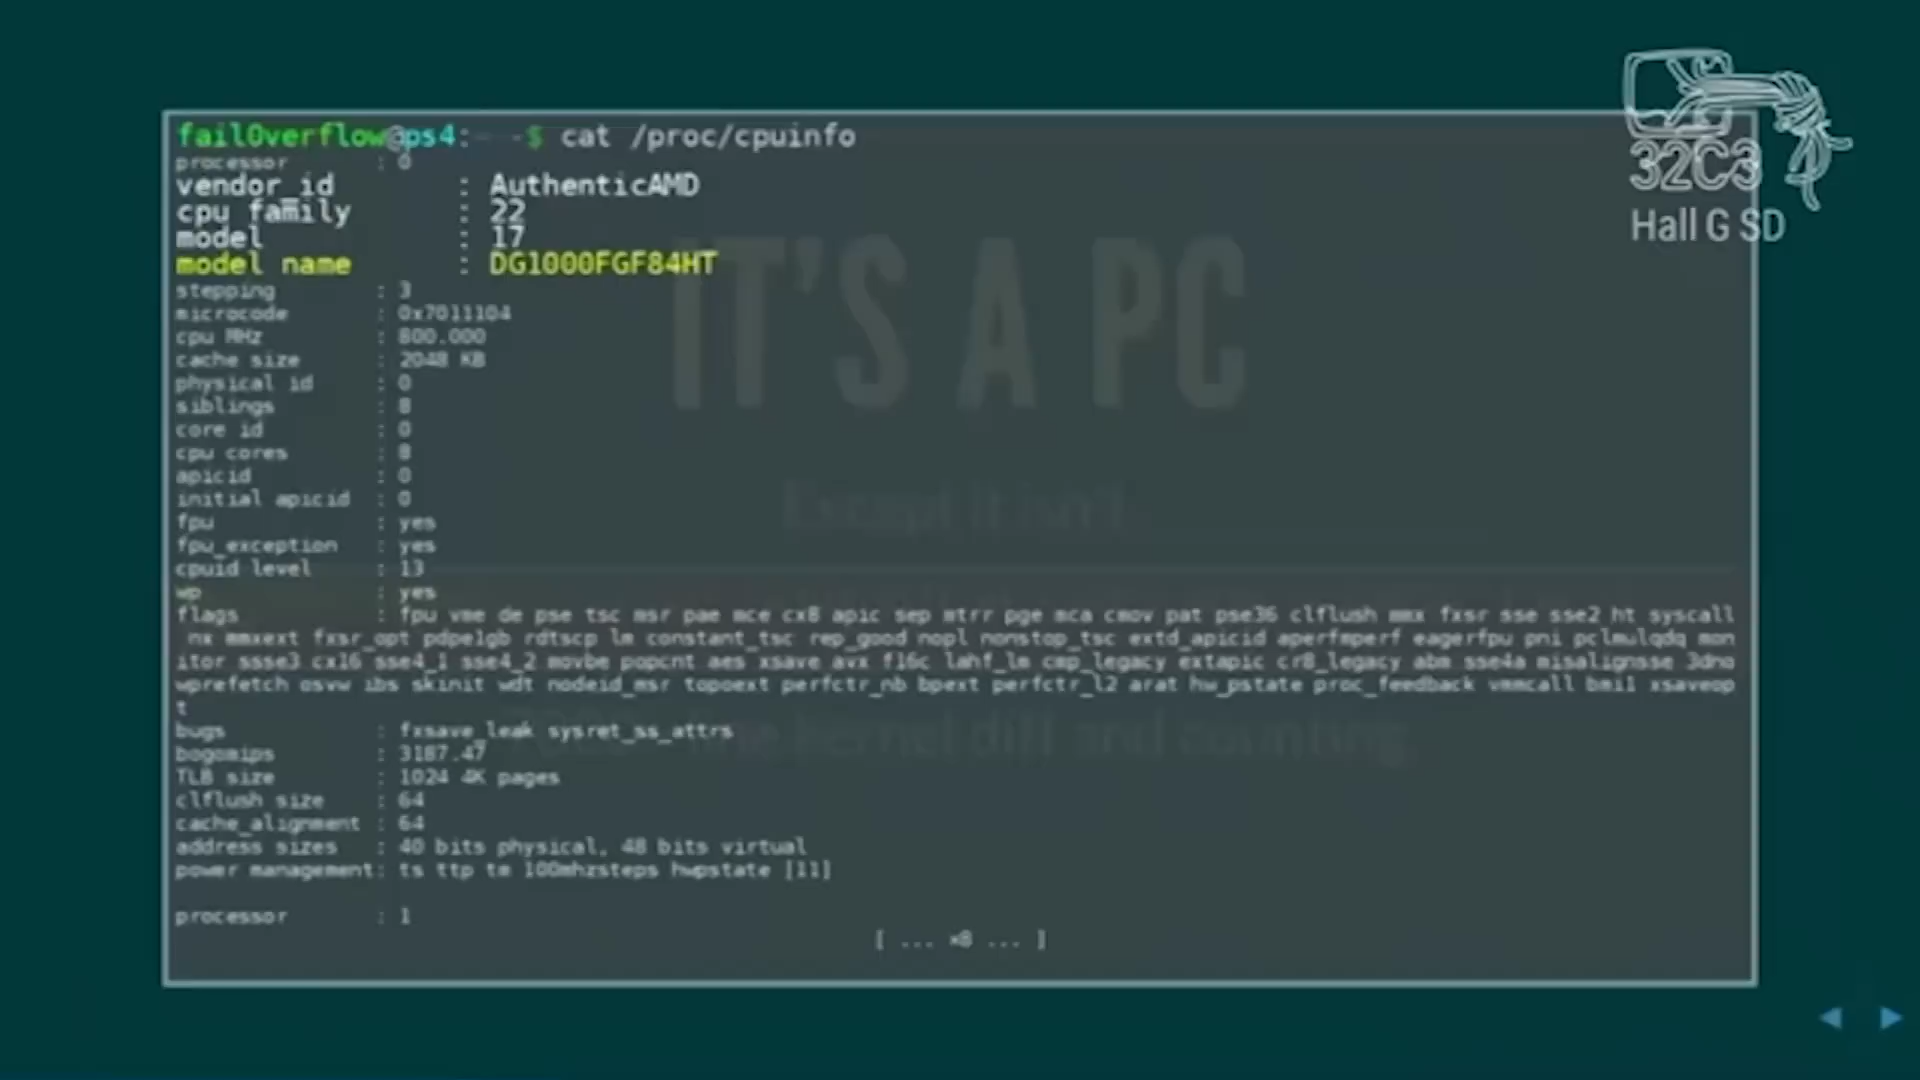 fail0verflow@ps4: ~ $ cat /proc/cpuinfo
processor : 0
vendor_id : AuthenticAMD
cpu family : 22
model : 17
model name : DG1000FGF84HT
stepping : 3
microcode : 0x7011104
cpu MHz : 800.000
cache size : 2048 KB
physical id : 0
siblings : 8
core id : 0
cpu cores : 8
apicid : 0
initial apicid : 0
fpu : yes
fpu_exception : yes
cpuid level : 13
wp : yes
flags : fpu vme de pse tsc msr pae mce cx8 apic sep mtrr pge mca cmov pat pse36 clflush mmx fxsr sse sse2 ht syscall
nx mmxext fxsr_opt pdpe1gb rdtscp lm constant_tsc rep_good nopl nonstop_tsc extd_apicid aperfmperf eagerfpu pni pclmulqdq mon
itor ssse3 cx16 sse4_1 sse4_2 movbe popcnt aes xsave avx f16c lahf_lm cmp_legacy extapic cr8_legacy abm sse4a misalignsse 3dno
wprefetch osvw ibs skinit wdt nodeid_msr topoext perfctr_nb bpext perfctr_l2 arat hw_pstate proc_feedback vmmcall bmi1 xsaveop
t
bugs : fxsave_leak sysret_ss_attrs
bogomips : 3187.47
TLB size : 1024 4K pages
clflush size : 64
cache_alignment : 64
address sizes : 40 bits physical, 48 bits virtual
power management: ts ttp tm 100mhzsteps hwpstate [11]
processor : 1
[ ... x8 ... ]
IT'S A PC
Except it isn't
line kernel diff and counting
32C3
Hall G SD